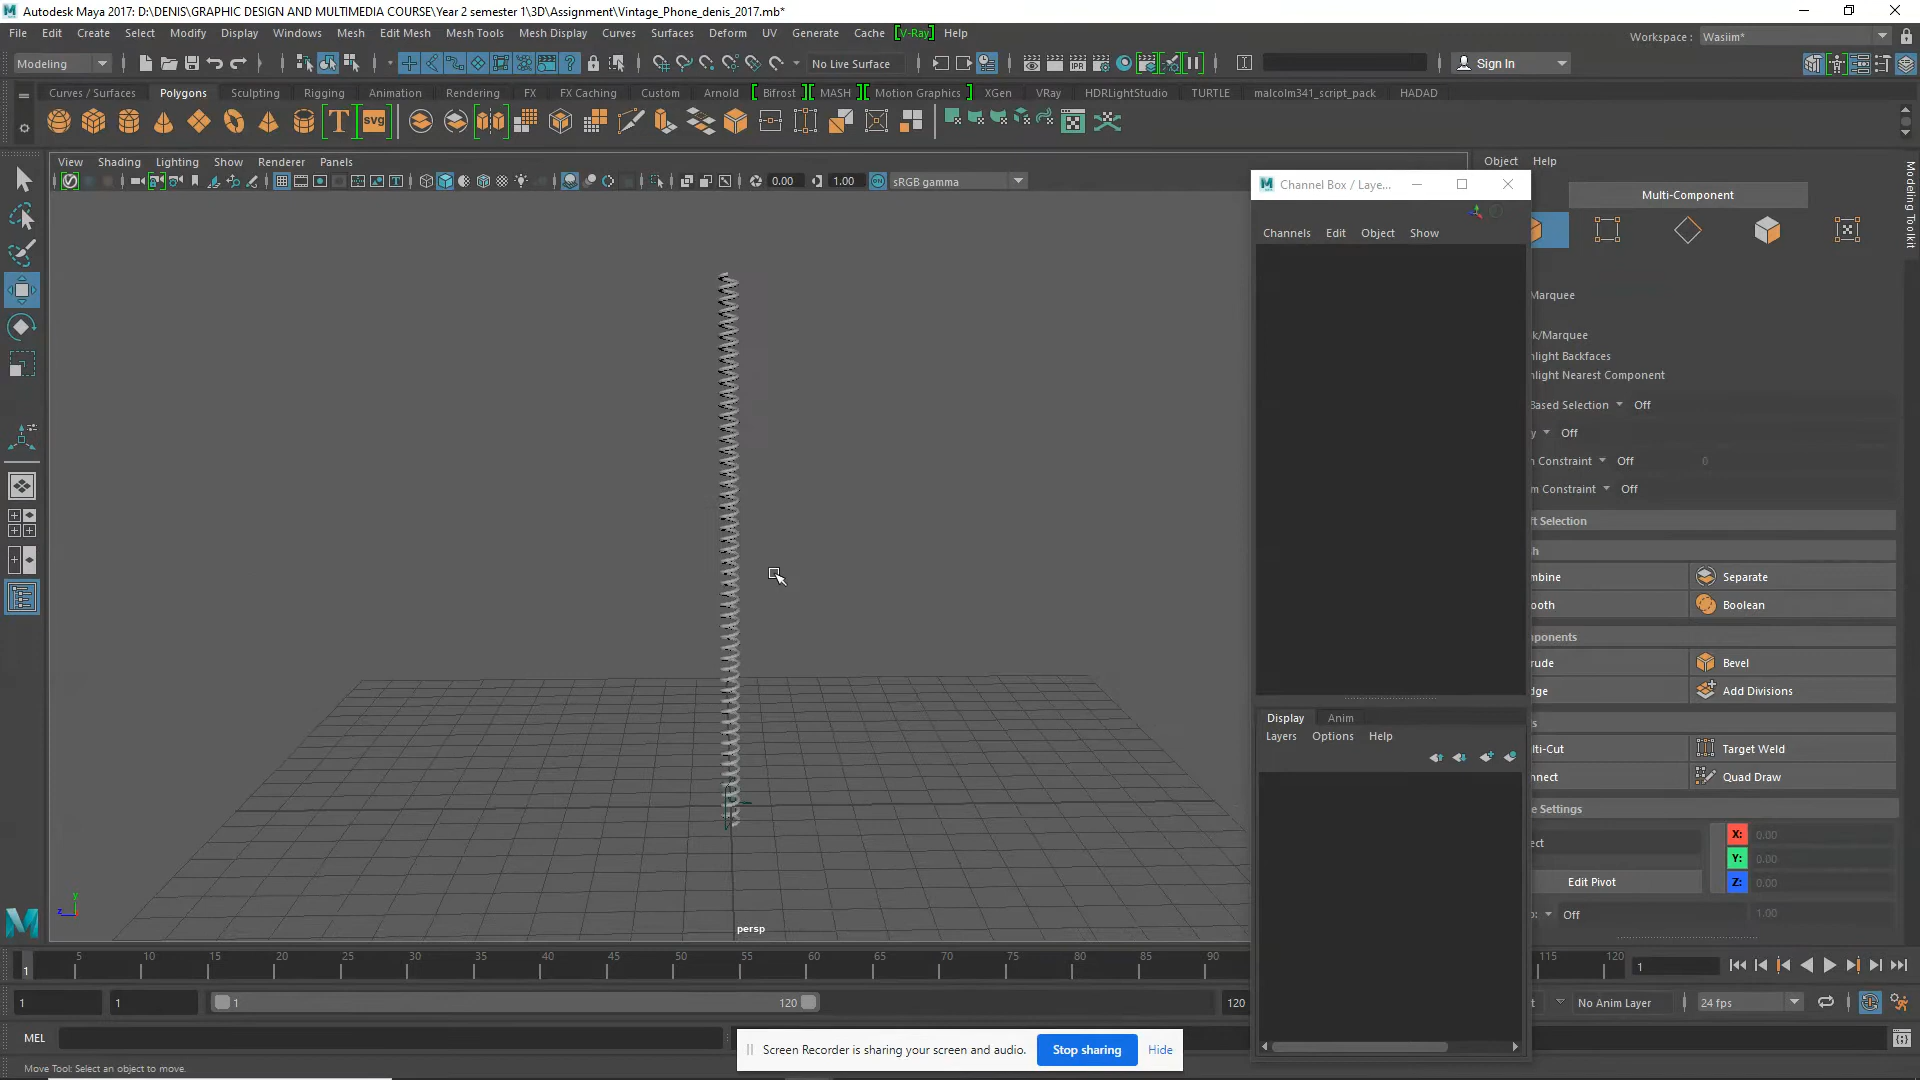 Autodesk Maya 2017: D:\DENIS\GRAPHIC DESIGN AND MULTIMEDIA COURSE\Year 2 semester 1\3D\Assignment\Vintage_Phone_denis_2017.mb*
File Edit Create Select Modify Display Windows Mesh Edit Mesh Mesh Tools Mesh Display Curves Surfaces Deform UV Generate Cache [V-Ray] Help Workspace : Wasiim*
Modeling No Live Surface Sign In
Curves / Surfaces Polygons Sculpting Rigging Animation Rendering FX FX Caching Custom Arnold Bifrost MASH Motion Graphics XGen VRay HDRLightStudio TURTLE malcolm341_script_pack HADAD
T SVG
View Shading Lighting Show Renderer Panels
0.00 1.00 sRGB gamma
Channel Box / Laye...
Channels Edit Object Show
Display Anim
Layers Options Help
Object Help
Modeling Toolkit
Multi-Component
Marquee
k/Marquee
hlight Backfaces
hlight Nearest Component
Based Selection Off
y Off
n Constraint Off 0
m Constraint Off
ft Selection
sh
mbine Separate
ooth Boolean
nponents
rude Bevel
dge Add Divisions
s
lti-Cut Target Weld
nnect Quad Draw
e Settings
ect X: 0.00
Y: 0.00
Edit Pivot Z: 0.00
p: Off 1.00
y
z
persp
5 10 15 20 25 30 35 40 45 50 55 60 65 70 75 80 85 90 115 120
1 1
1 1 1 120 120 t No Anim Layer 24 fps
MEL
Screen Recorder is sharing your screen and audio. Stop sharing Hide
Move Tool: Select an object to move.